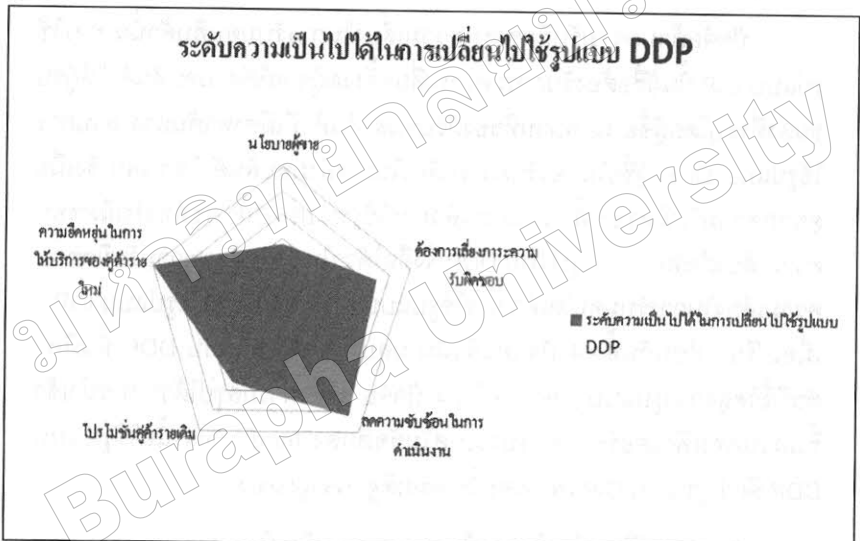 ระดับความเป็นไปได้ในการเปลี่ยนไปใช้รูปแบบ DDP
นโยบายผู้ขาย
ความยืดหยุ่นในการ
ให้บริการของคู่ค้าราย
ใหม่
ต้องการเลี่ยงภาระความ
รับผิดชอบ
ระดับความเป็นไปได้ในการเปลี่ยนไปใช้รูปแบบ
DDP
ลดความซับซ้อนในการ
ดำเนินงาน
โปรโมชั่นคู่ค้ารายเดิม
มหาวิทยาลัยบูรพา
Burapha University